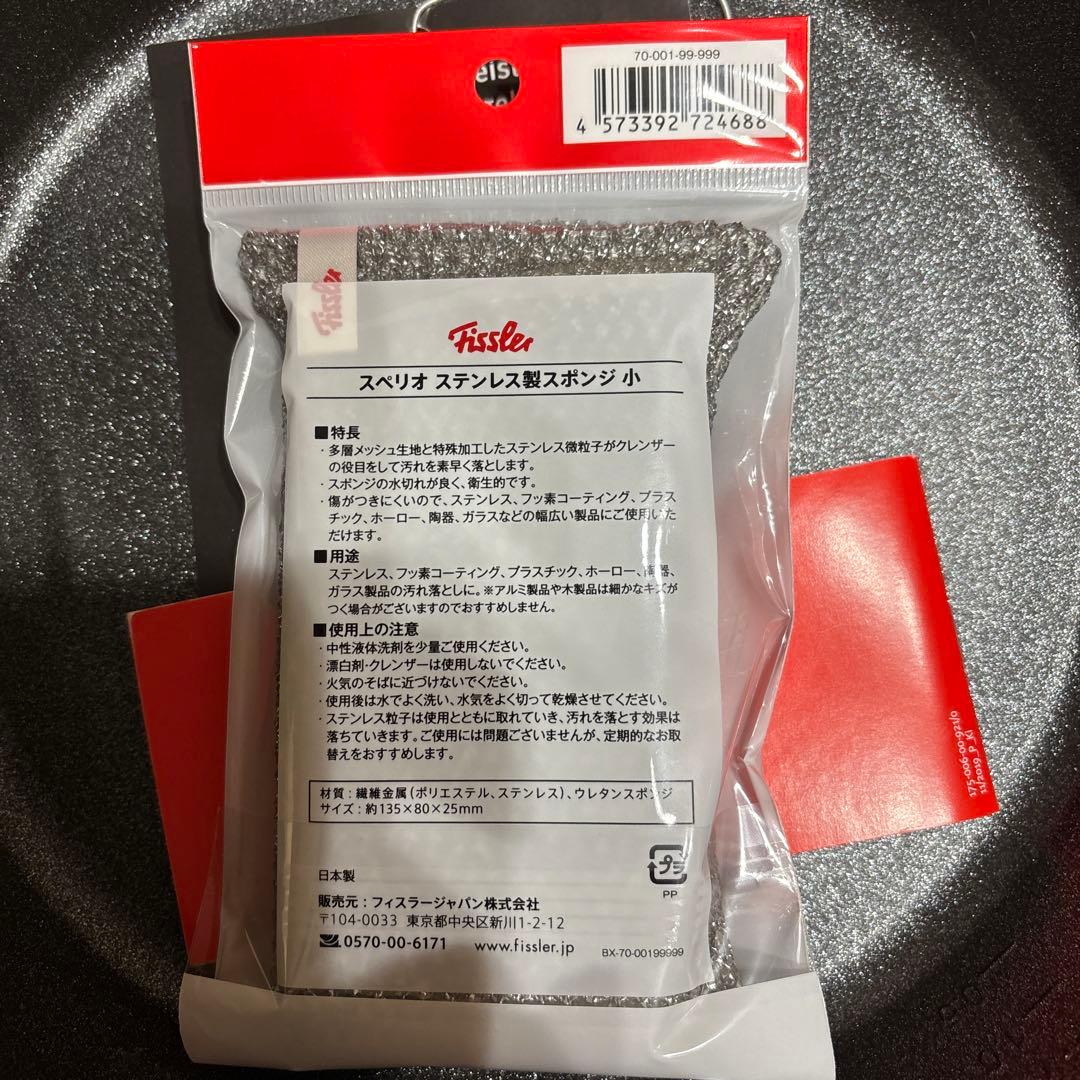 70-001-99-999
4 573392 724688
Fissler
Fissler
スペリオ ステンレス製スポンジ 小
■特長
・多層メッシュ生地と特殊加工したステンレス微粒子がクレンザー
の役目をして汚れを素早く落とします。
・スポンジの水切れが良く、衛生的です。
・傷がつきにくいので、ステンレス、フッ素コーティング、プラス
チック、ホーロー、陶器、ガラスなどの幅広い製品にご使用いた
だけます。
■用途
ステンレス、フッ素コーティング、プラスチック、ホーロー、陶器、
ガラス製品の汚れ落としに。※アルミ製品や木製品は細かなキズが
つく場合がございますのでおすすめしません。
■使用上の注意
・中性液体洗剤を少量ご使用ください。
・漂白剤・クレンザーは使用しないでください。
・火気のそばに近づけないでください。
・使用後は水でよく洗い、水気をよく切って乾燥させてください。
・ステンレス粒子は使用とともに取れていき、汚れを落とす効果は
落ちていきます。ご使用には問題ございませんが、定期的なお取
替えをおすすめします。
材質：繊維金属（ポリエステル、ステンレス）、ウレタンスポンジ
サイズ：約135×80×25mm
日本製
プラ
PP
販売元：フィスラージャパン株式会社
〒104-0033 東京都中央区新川1-2-12
0570-00-6171 www.fissler.jp
BX-70-00199999
175-006-00-921/0
11/2019_P_KI